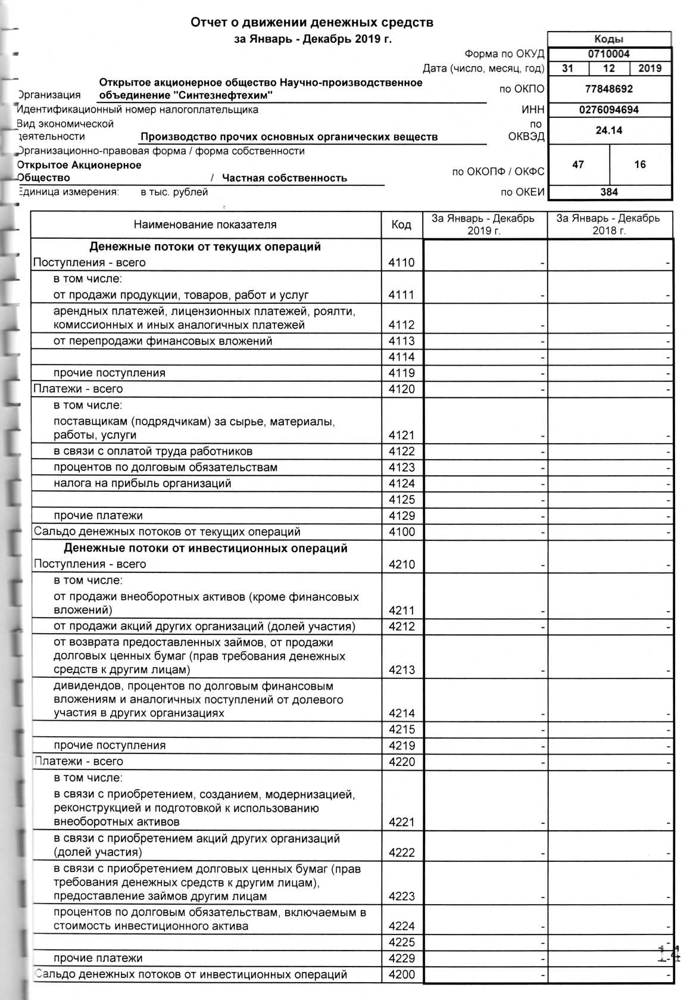 Отчет о движении денежных средств
за Январь - Декабрь 2019 г.
Коды
Форма по ОКУД 0710004
Дата (число, месяц, год) 31 12 2019
Открытое акционерное общество Научно-производственное
Организация объединение "Синтезнефтехим" по ОКПО 77848692
Идентификационный номер налогоплательщика ИНН 0276094694
Вид экономической
деятельности Производство прочих основных органических веществ по ОКВЭД 24.14
Организационно-правовая форма / форма собственности
Открытое Акционерное
Общество / Частная собственность по ОКОПФ / ОКФС 47 16
Единица измерения: в тыс. рублей по ОКЕИ 384
Наименование показателя Код За Январь - Декабрь 2019 г. За Январь - Декабрь 2018 г.
Денежные потоки от текущих операций
Поступления - всего 4110 - -
в том числе:
от продажи продукции, товаров, работ и услуг 4111 - -
арендных платежей, лицензионных платежей, роялти,
комиссионных и иных аналогичных платежей 4112 - -
от перепродажи финансовых вложений 4113 - -
4114 - -
прочие поступления 4119 - -
Платежи - всего 4120 - -
в том числе:
поставщикам (подрядчикам) за сырье, материалы,
работы, услуги 4121 - -
в связи с оплатой труда работников 4122 - -
процентов по долговым обязательствам 4123 - -
налога на прибыль организаций 4124 - -
4125 - -
прочие платежи 4129 - -
Сальдо денежных потоков от текущих операций 4100 - -
Денежные потоки от инвестиционных операций
Поступления - всего 4210 - -
в том числе:
от продажи внеоборотных активов (кроме финансовых
вложений) 4211 - -
от продажи акций других организаций (долей участия) 4212 - -
от возврата предоставленных займов, от продажи
долговых ценных бумаг (прав требования денежных
средств к другим лицам) 4213 - -
дивидендов, процентов по долговым финансовым
вложениям и аналогичных поступлений от долевого
участия в других организациях 4214 - -
4215 - -
прочие поступления 4219 - -
Платежи - всего 4220 - -
в том числе:
в связи с приобретением, созданием, модернизацией,
реконструкцией и подготовкой к использованию
внеоборотных активов 4221 - -
в связи с приобретением акций других организаций
(долей участия) 4222 - -
в связи с приобретением долговых ценных бумаг (прав
требования денежных средств к другим лицам),
предоставление займов другим лицам 4223 - -
процентов по долговым обязательствам, включаемым в
стоимость инвестиционного актива 4224 - -
4225 - -
14
прочие платежи 4229 - -
Сальдо денежных потоков от инвестиционных операций 4200 - -